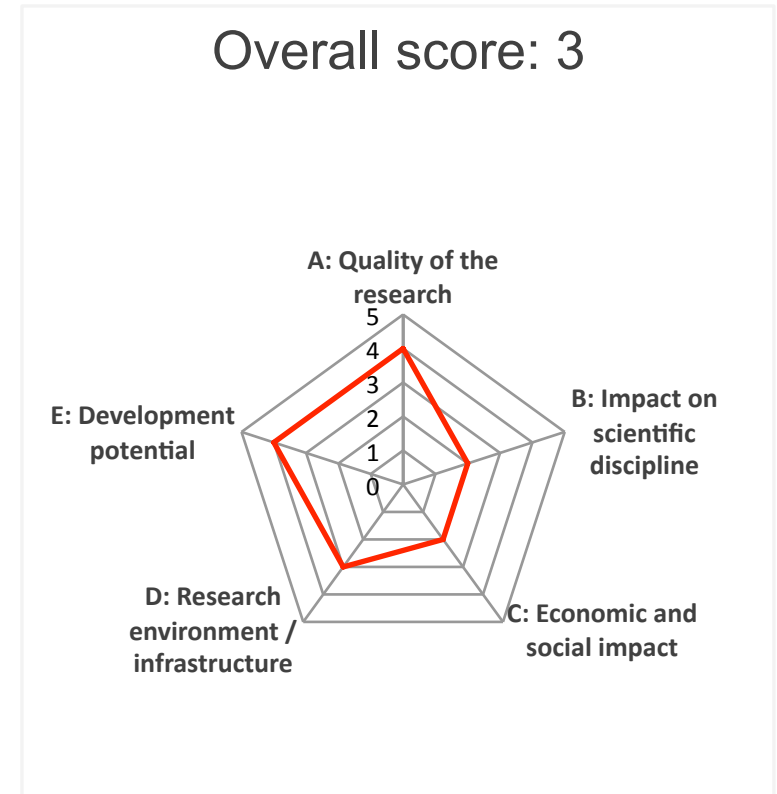 Overall score: 3
A: Quality of the
research
5
4
3
2
1
0
B: Impact on
scientific
discipline
C: Economic and
social impact
D: Research
environment /
infrastructure
E: Development
potential